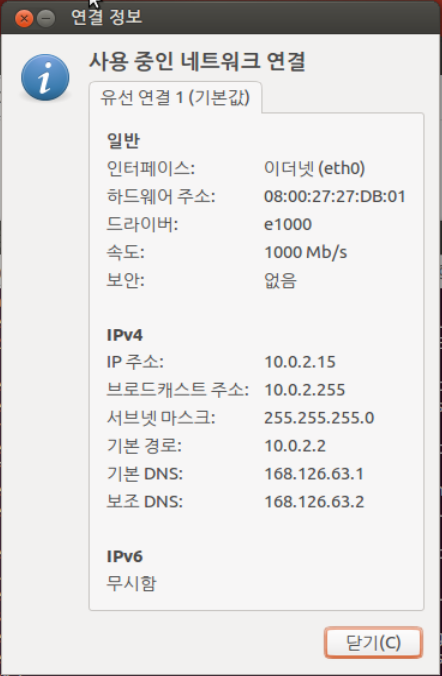 연결 정보
사용 중인 네트워크 연결
유선 연결 1 (기본값)
일반
인터페이스: 이더넷 (eth0)
하드웨어 주소: 08:00:27:27:DB:01
드라이버: e1000
속도: 1000 Mb/s
보안: 없음
IPv4
IP 주소: 10.0.2.15
브로드캐스트 주소: 10.0.2.255
서브넷 마스크: 255.255.255.0
기본 경로: 10.0.2.2
기본 DNS: 168.126.63.1
보조 DNS: 168.126.63.2
IPv6
무시함
닫기(C)